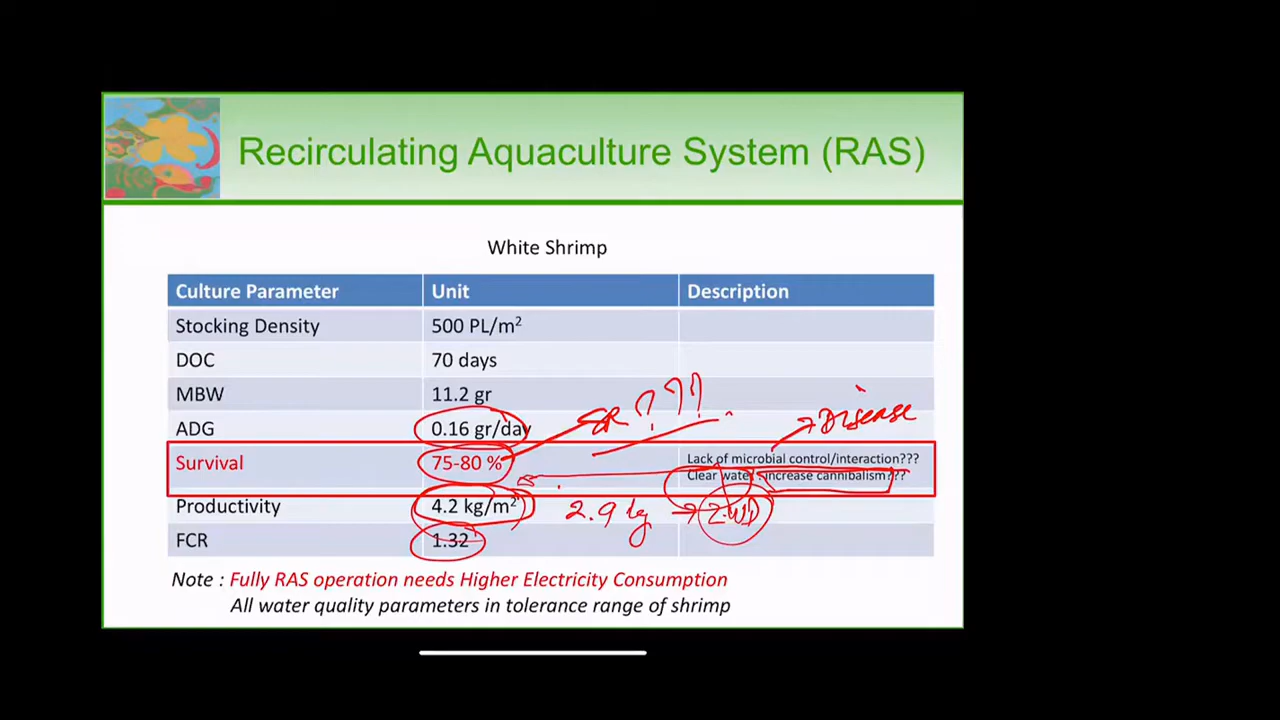 Recirculating Aquaculture System (RAS)
White Shrimp
Culture Parameter Unit Description
Stocking Density 500 PL/m²
DOC 70 days
MBW 11.2 gr
ADG 0.16 gr/day
SR ???
→ Disease
Survival 75-80 % Lack of microbial control/interaction???
Clear water : increase cannibalism???
Productivity 4.2 kg/m² 2.9 kg → ZWD
FCR 1.32
Note : Fully RAS operation needs Higher Electricity Consumption
All water quality parameters in tolerance range of shrimp